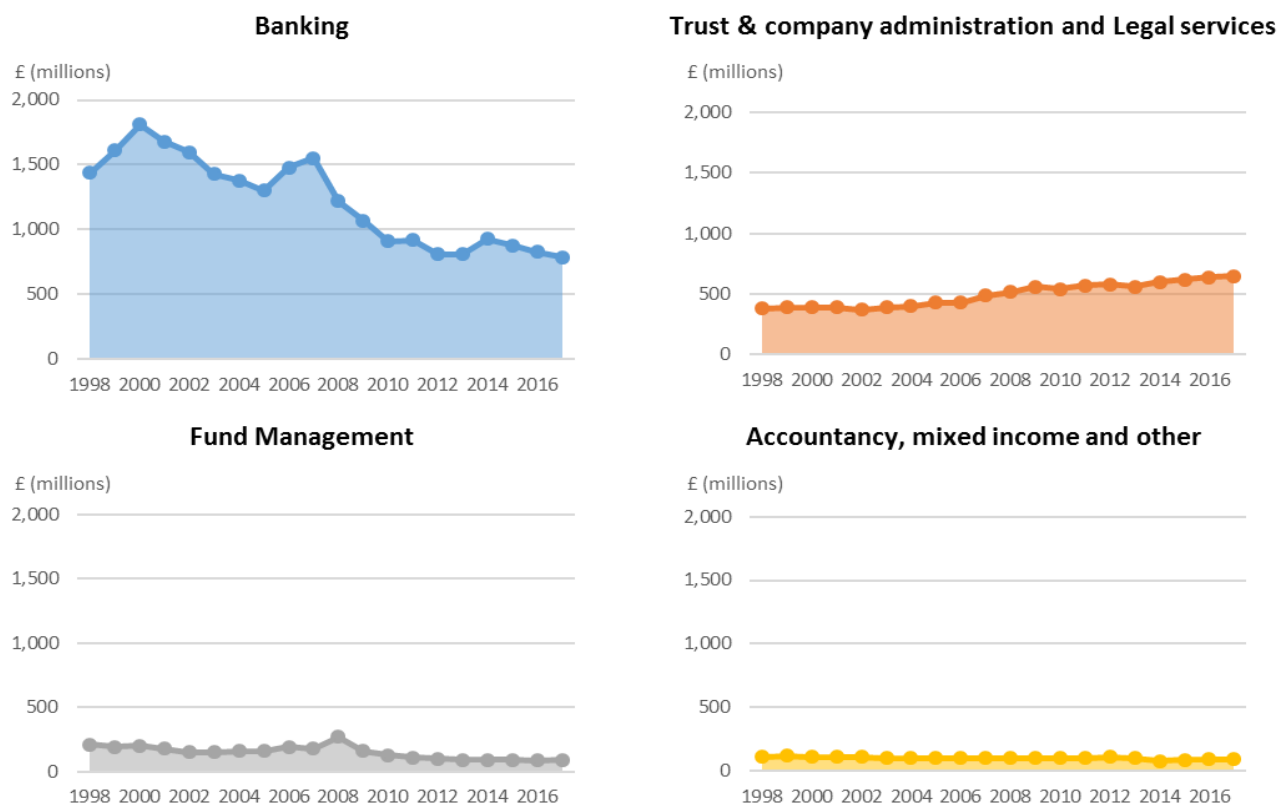 Banking
£ (millions)
2,000
1,500
1,000
500
0
1998 2000 2002 2004 2006 2008 2010 2012 2014 2016
Trust & company administration and Legal services
£ (millions)
2,000
1,500
1,000
500
0
1998 2000 2002 2004 2006 2008 2010 2012 2014 2016
Fund Management
£ (millions)
2,000
1,500
1,000
500
0
1998 2000 2002 2004 2006 2008 2010 2012 2014 2016
Accountancy, mixed income and other
£ (millions)
2,000
1,500
1,000
500
0
1998 2000 2002 2004 2006 2008 2010 2012 2014 2016